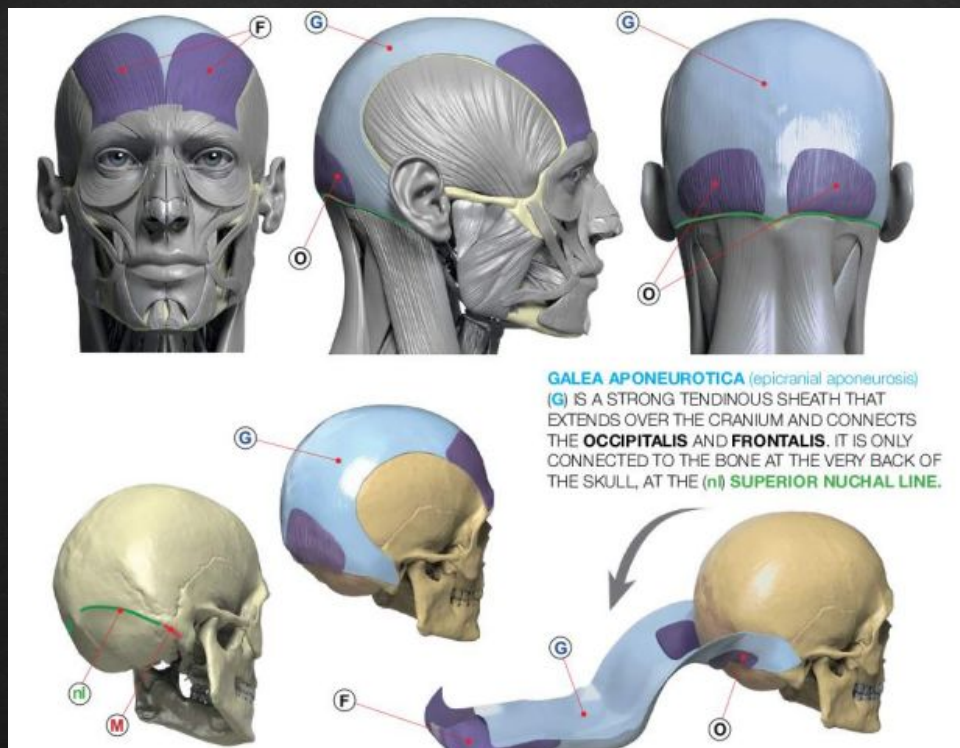 F
G
G
O
O
GALEA APONEUROTICA (epicranial aponeurosis)
(G) IS A STRONG TENDINOUS SHEATH THAT
EXTENDS OVER THE CRANIUM AND CONNECTS
THE OCCIPITALIS AND FRONTALIS. IT IS ONLY
CONNECTED TO THE BONE AT THE VERY BACK OF
THE SKULL, AT THE (nl) SUPERIOR NUCHAL LINE.
G
nl
M
G
F
O